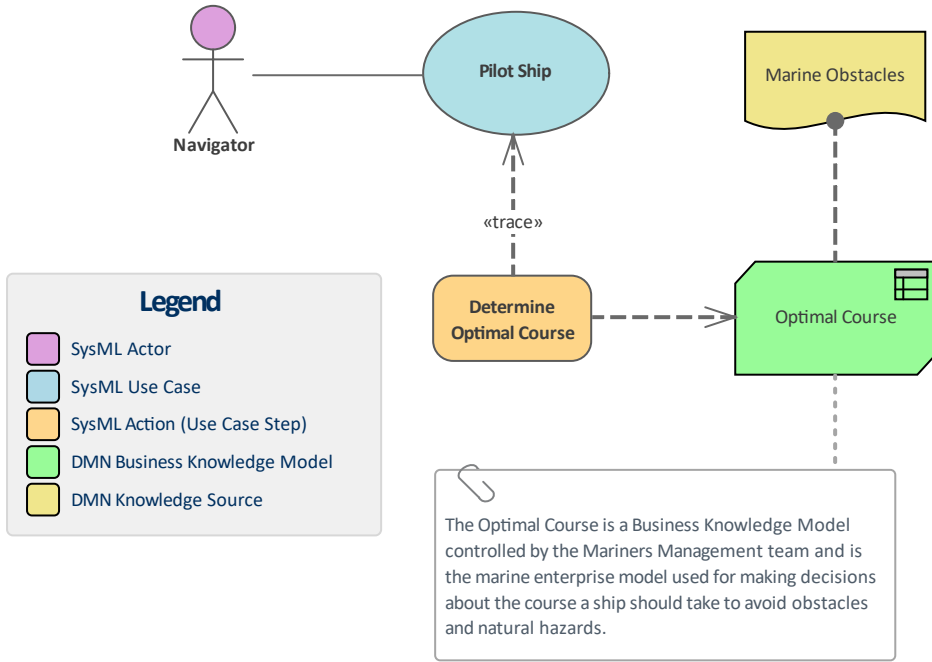 Pilot Ship
Marine Obstacles
Navigator
«trace»
Legend
SysML Actor
SysML Use Case
SysML Action (Use Case Step)
DMN Business Knowledge Model
DMN Knowledge Source
Determine
Optimal Course
Optimal Course
The Optimal Course is a Business Knowledge Model
controlled by the Mariners Management team and is
the marine enterprise model used for making decisions
about the course a ship should take to avoid obstacles
and natural hazards.